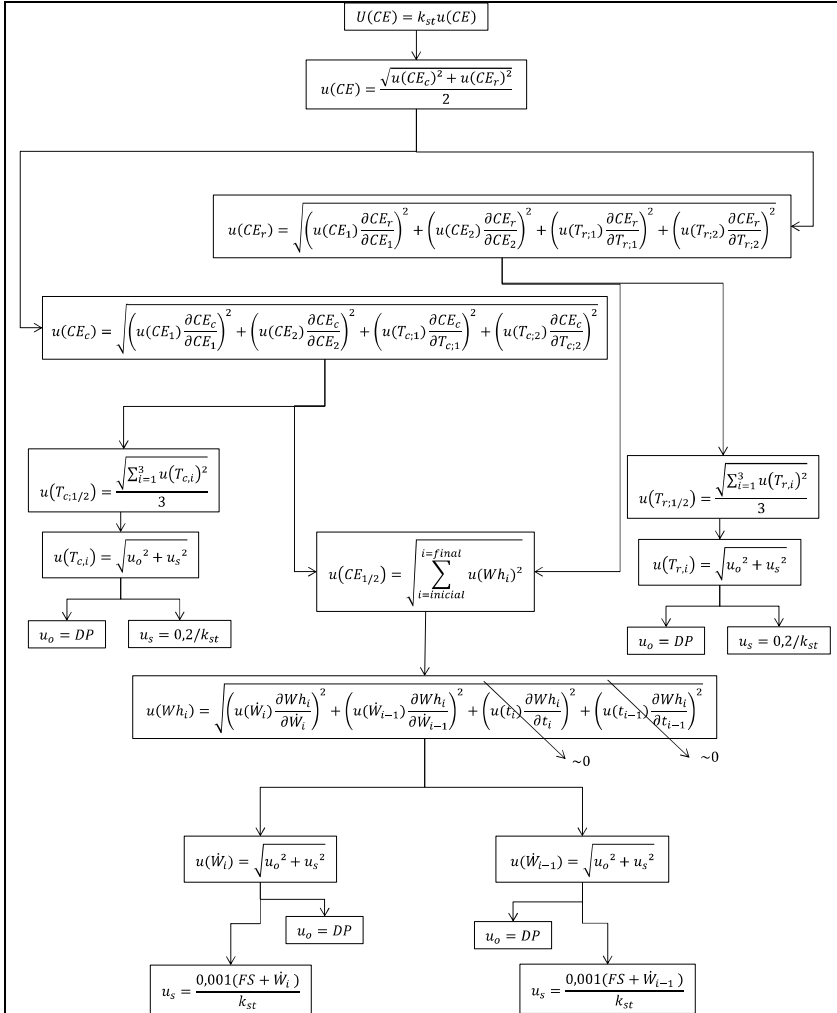 U(CE) = k_st u(CE)
u(CE) = √(u(CE_c)² + u(CE_r)²) / 2
u(CE_r) = √((u(CE_1) ∂CE_r/∂CE_1)² + (u(CE_2) ∂CE_r/∂CE_2)² + (u(T_r;1) ∂CE_r/∂T_r;1)² + (u(T_r;2) ∂CE_r/∂T_r;2)²)
u(CE_c) = √((u(CE_1) ∂CE_c/∂CE_1)² + (u(CE_2) ∂CE_c/∂CE_2)² + (u(T_c;1) ∂CE_c/∂T_c;1)² + (u(T_c;2) ∂CE_c/∂T_c;2)²)
u(T_c;1/2) = √(∑_{i=1}^{3} u(T_c,i)²) / 3
u(T_r;1/2) = √(∑_{i=1}^{3} u(T_r,i)²) / 3
u(T_c,i) = √(u_o² + u_s²)
u(CE_1/2) = √(∑_{i=inicial}^{i=final} u(Wh_i)²)
u(T_r,i) = √(u_o² + u_s²)
u_o = DP
u_s = 0,2/k_st
u_o = DP
u_s = 0,2/k_st
u(Wh_i) = √((u(Ẇ_i) ∂Wh_i/∂Ẇ_i)² + (u(Ẇ_i−1) ∂Wh_i/∂Ẇ_i−1)² + (u(t_i) ∂Wh_i/∂t_i)² + (u(t_i−1) ∂Wh_i/∂t_i−1)²)
~0
~0
u(Ẇ_i) = √(u_o² + u_s²)
u(Ẇ_i−1) = √(u_o² + u_s²)
u_o = DP
u_o = DP
u_s = 0,001(FS + Ẇ_i) / k_st
u_s = 0,001(FS + Ẇ_i−1) / k_st